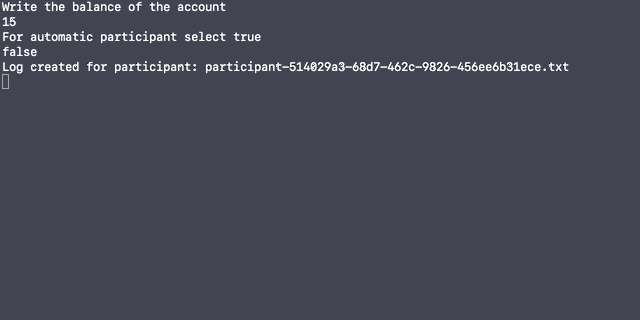 Write the balance of the account
15
For automatic participant select true
false
Log created for participant: participant-514029a3-68d7-462c-9826-456ee6b31ece.txt